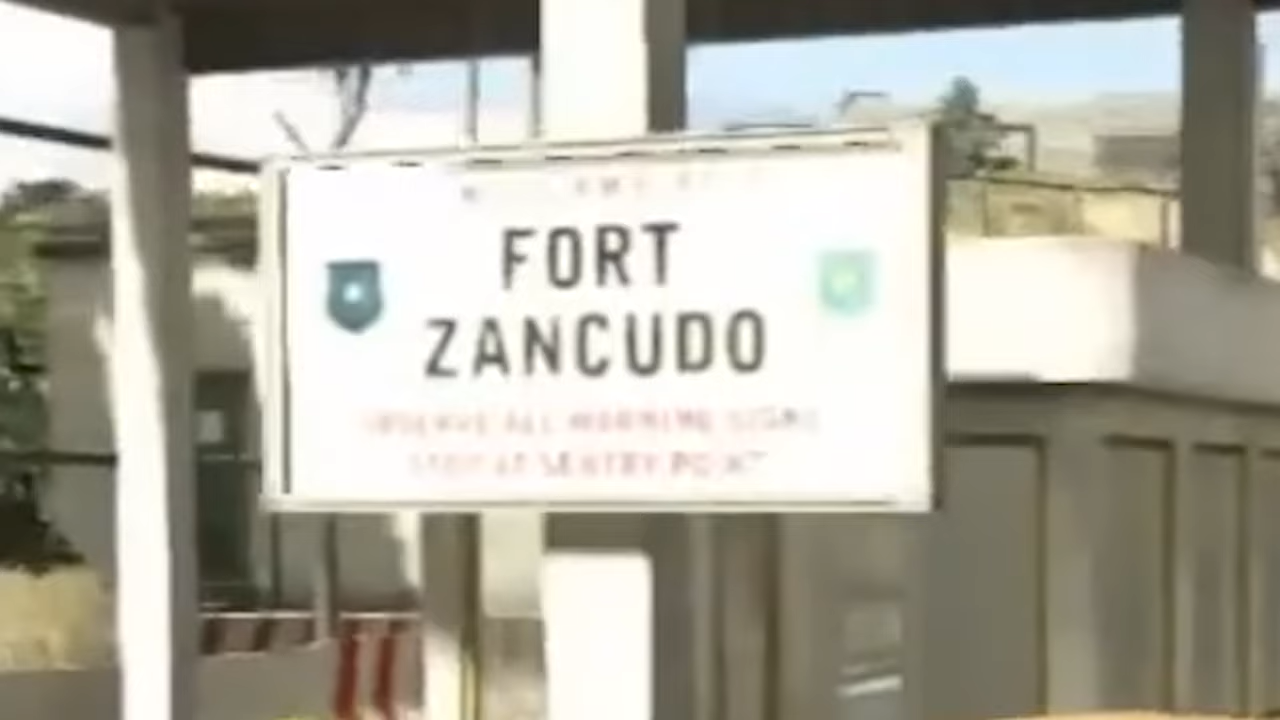 FORT
ZANCUDO
OBSERVE ALL WARNING SIGNS
STOP AT SENTRY POINT